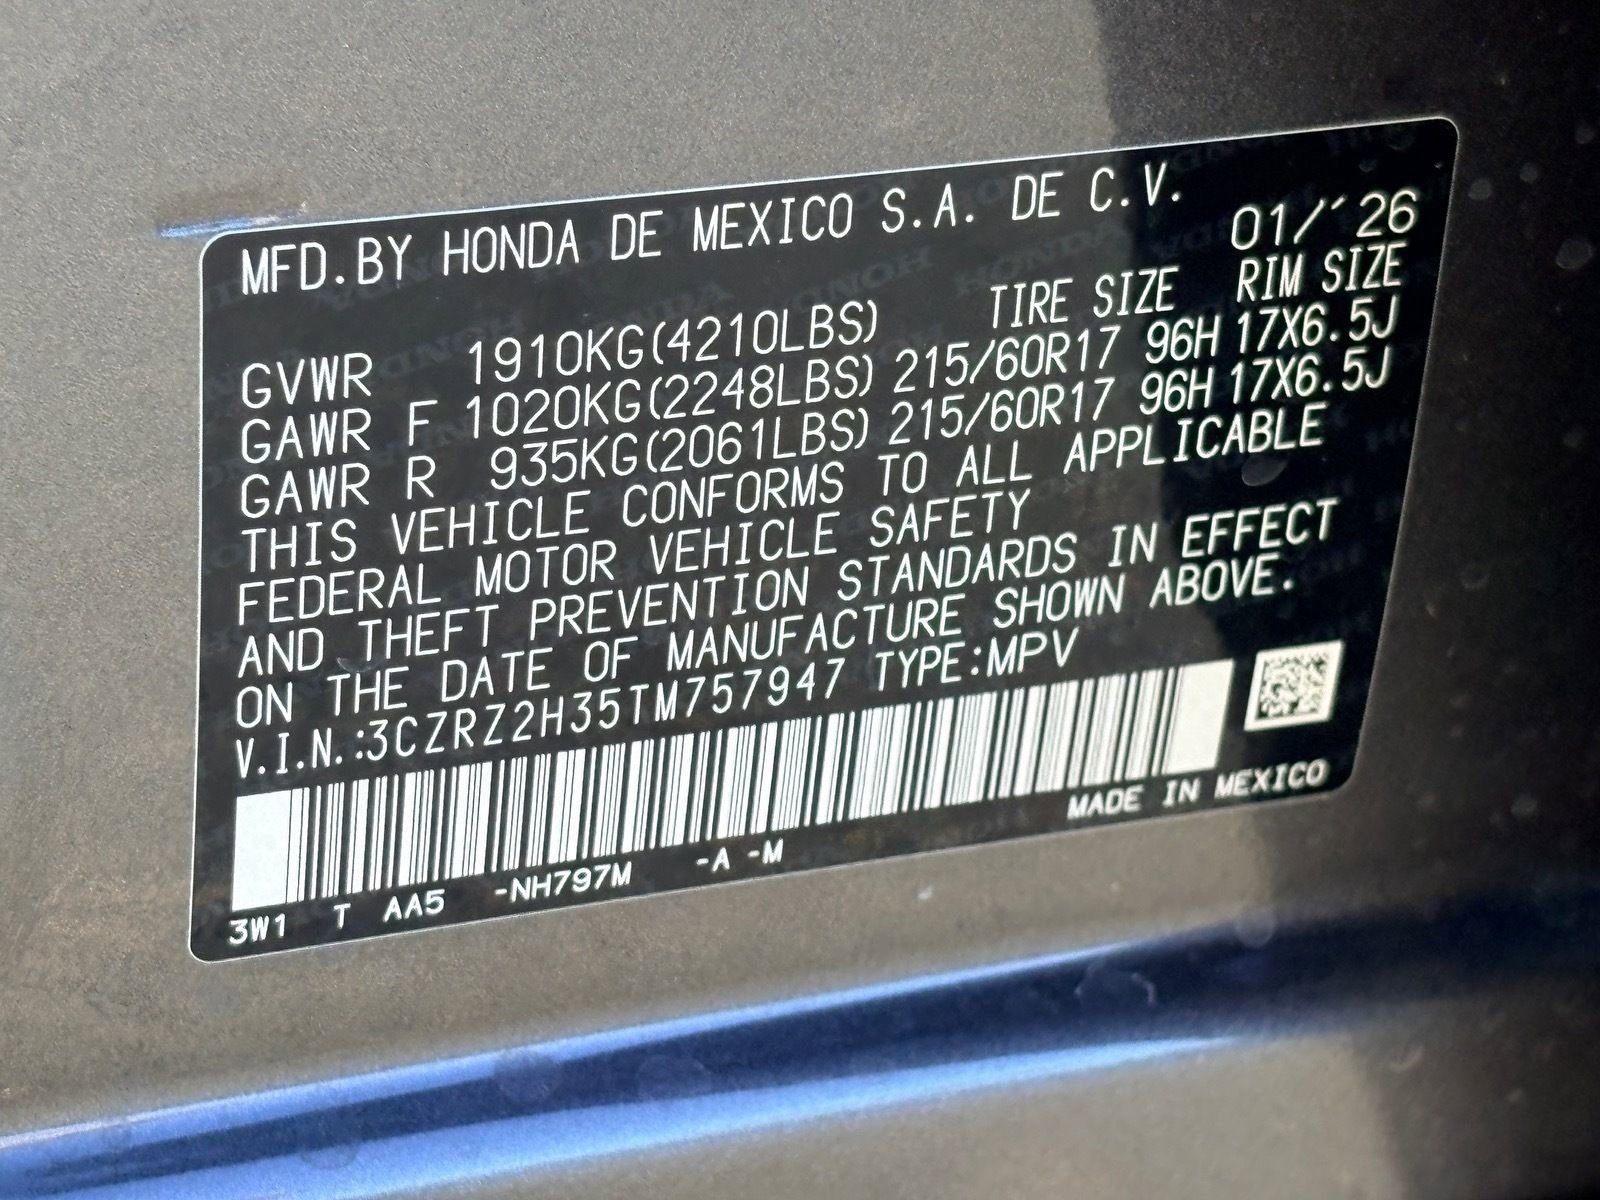 MFD.BY HONDA DE MEXICO S.A. DE C.V.
01/'26
TIRE SIZE RIM SIZE
GVWR 1910KG(4210LBS)
GAWR F 1020KG(2248LBS) 215/60R17 96H 17X6.5J
GAWR R 935KG(2061LBS) 215/60R17 96H 17X6.5J
THIS VEHICLE CONFORMS TO ALL APPLICABLE
FEDERAL MOTOR VEHICLE SAFETY
AND THEFT PREVENTION STANDARDS IN EFFECT
ON THE DATE OF MANUFACTURE SHOWN ABOVE.
V.I.N.:3CZRZ2H35TM757947 TYPE:MPV
MADE IN MEXICO
3W1 T AA5 -NH797M -A -M